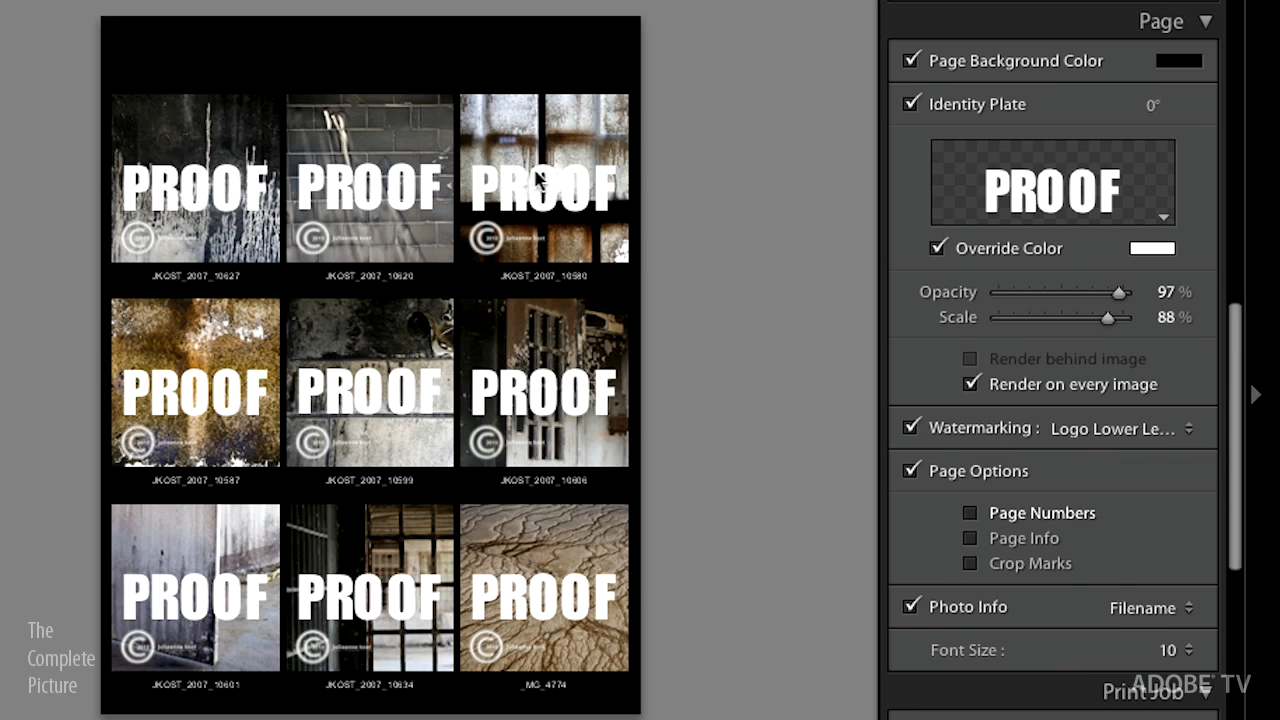 Page
Page Background Color
Identity Plate 0°
PROOF
Override Color
Opacity 97 %
Scale 88 %
Render behind image
Render on every image
Watermarking : Logo Lower Le...
Page Options
Page Numbers
Page Info
Crop Marks
Photo Info Filename
Font Size : 10
Print Job
ADOBE TV
PROOF PROOF PROOF
© © ©
JKOST_2007_10627 JKOST_2007_10620 JKOST_2007_10580
PROOF PROOF PROOF
© © ©
JKOST_2007_10587 JKOST_2007_10599 JKOST_2007_10606
PROOF PROOF PROOF
© © ©
JKOST_2007_10601 JKOST_2007_10634 _MG_4774
The
Complete
Picture